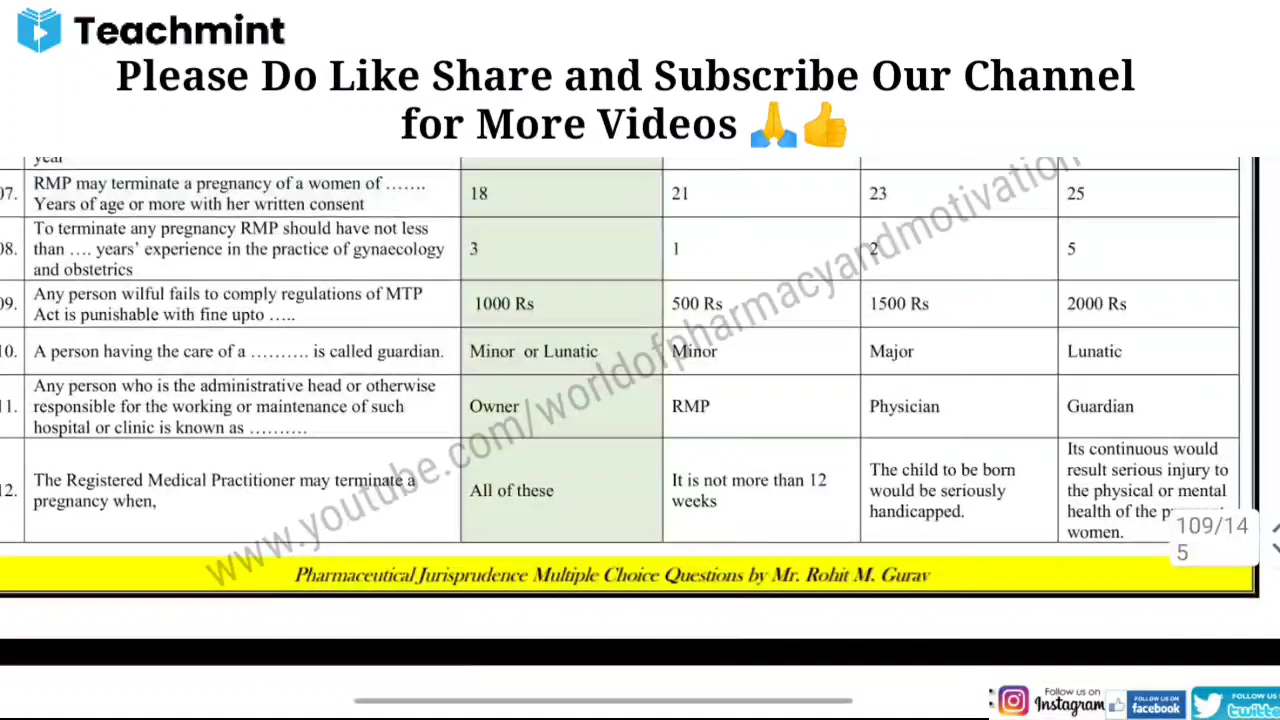 Teachmint
Please Do Like Share and Subscribe Our Channel
for More Videos 🙏👍
year
07. RMP may terminate a pregnancy of a women of ……. 18 21 23 25
Years of age or more with her written consent
08. To terminate any pregnancy RMP should have not less
than …. years' experience in the practice of gynaecology 3 1 2 5
and obstetrics
09. Any person wilful fails to comply regulations of MTP 1000 Rs 500 Rs 1500 Rs 2000 Rs
Act is punishable with fine upto …..
10. A person having the care of a ………. is called guardian. Minor or Lunatic Minor Major Lunatic
11. Any person who is the administrative head or otherwise
responsible for the working or maintenance of such Owner RMP Physician Guardian
hospital or clinic is known as ……….
12. The Registered Medical Practitioner may terminate a
pregnancy when,
All of these
It is not more than 12
weeks
The child to be born
would be seriously
handicapped.
Its continuous would
result serious injury to
the physical or mental
health of the
women.
109/14
5
www.youtube.com/worldofpharmacyandmotivation
Pharmaceutical Jurisprudence Multiple Choice Questions by Mr. Rohit M. Gurav
Follow us on
Instagram
FOLLOW US ON
facebook
FOLLOW US
twitte